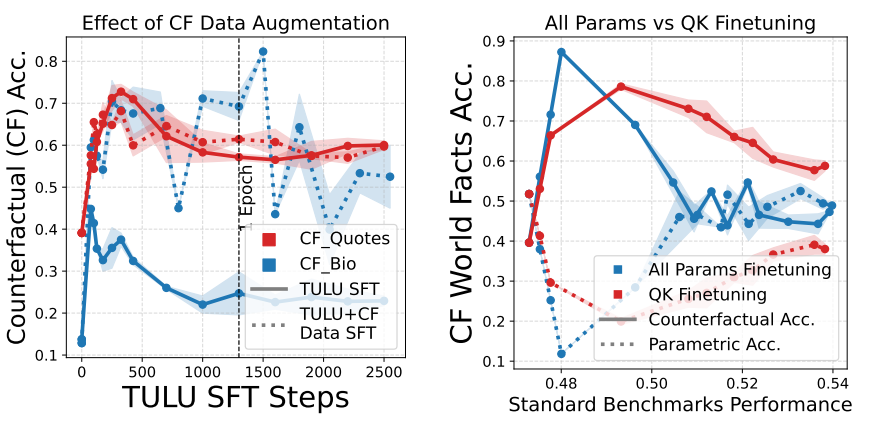 Effect of CF Data Augmentation
Counterfactual (CF) Acc.
0.8
0.7
0.6
0.5
0.4
0.3
0.2
0.1
1 Epoch
CF_Quotes
CF_Bio
TULU SFT
TULU+CF
Data SFT
0
500
1000
1500
2000
2500
TULU SFT Steps
All Params vs QK Finetuning
CF World Facts Acc.
0.9
0.8
0.7
0.6
0.5
0.4
0.3
0.2
0.1
All Params Finetuning
QK Finetuning
Counterfactual Acc.
Parametric Acc.
0.48
0.50
0.52
0.54
Standard Benchmarks Performance